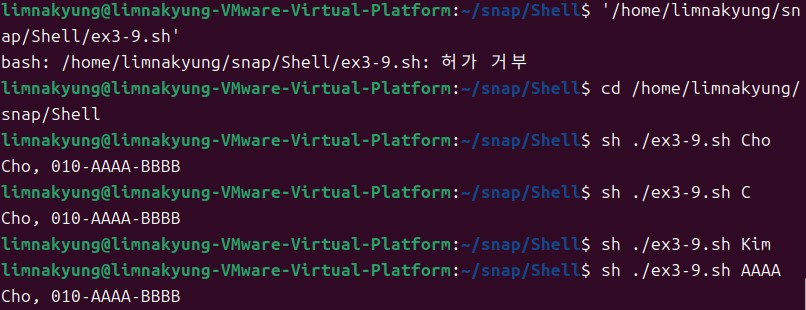 limnakyung@limnakyung-VMware-Virtual-Platform:~/snap/Shell$ '/home/limnakyung/sn
ap/Shell/ex3-9.sh'
bash: /home/limnakyung/snap/Shell/ex3-9.sh: 허가 거부
limnakyung@limnakyung-VMware-Virtual-Platform:~/snap/Shell$ cd /home/limnakyung/
snap/Shell
limnakyung@limnakyung-VMware-Virtual-Platform:~/snap/Shell$ sh ./ex3-9.sh Cho
Cho, 010-AAAA-BBBB
limnakyung@limnakyung-VMware-Virtual-Platform:~/snap/Shell$ sh ./ex3-9.sh C
Cho, 010-AAAA-BBBB
limnakyung@limnakyung-VMware-Virtual-Platform:~/snap/Shell$ sh ./ex3-9.sh Kim
limnakyung@limnakyung-VMware-Virtual-Platform:~/snap/Shell$ sh ./ex3-9.sh AAAA
Cho, 010-AAAA-BBBB